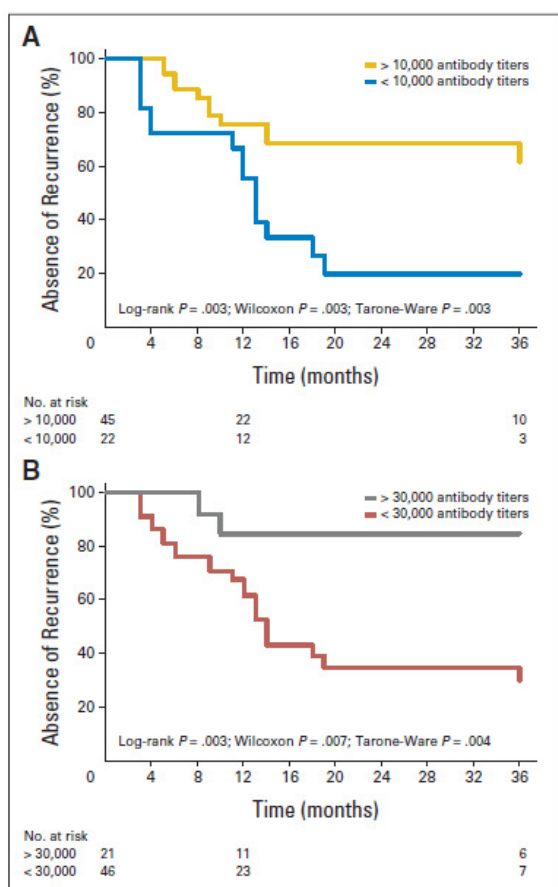 A
Absence of Recurrence (%)
100
80
60
40
20
0
> 10,000 antibody titers
< 10,000 antibody titers
Log-rank P = .003; Wilcoxon P = .003; Tarone-Ware P = .003
4 8 12 16 20 24 28 32 36
Time (months)
No. at risk
> 10,000 45 22 10
< 10,000 22 12 3
B
Absence of Recurrence (%)
100
80
60
40
20
0
> 30,000 antibody titers
< 30,000 antibody titers
Log-rank P = .003; Wilcoxon P = .007; Tarone-Ware P = .004
4 8 12 16 20 24 28 32 36
Time (months)
No. at risk
> 30,000 21 11 6
< 30,000 46 23 7